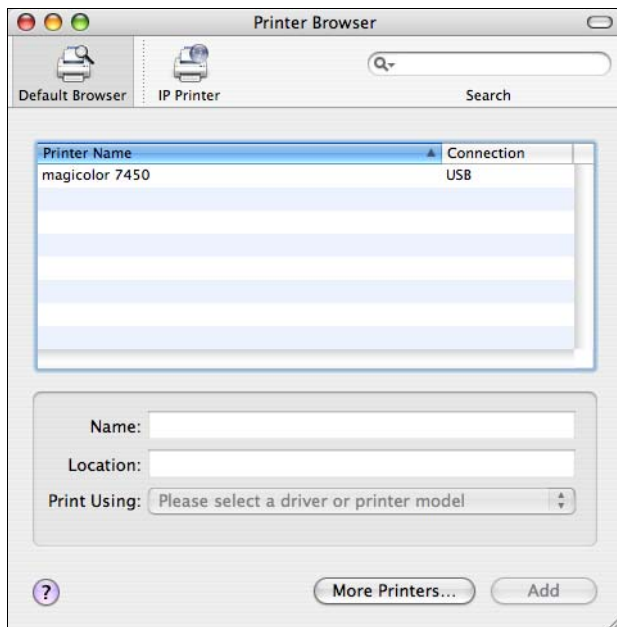 Printer Browser
Default Browser
IP Printer
Search
Printer Name
Connection
magicolor 7450
USB
Name:
Location:
Print Using:
Please select a driver or printer model
?
More Printers...
Add